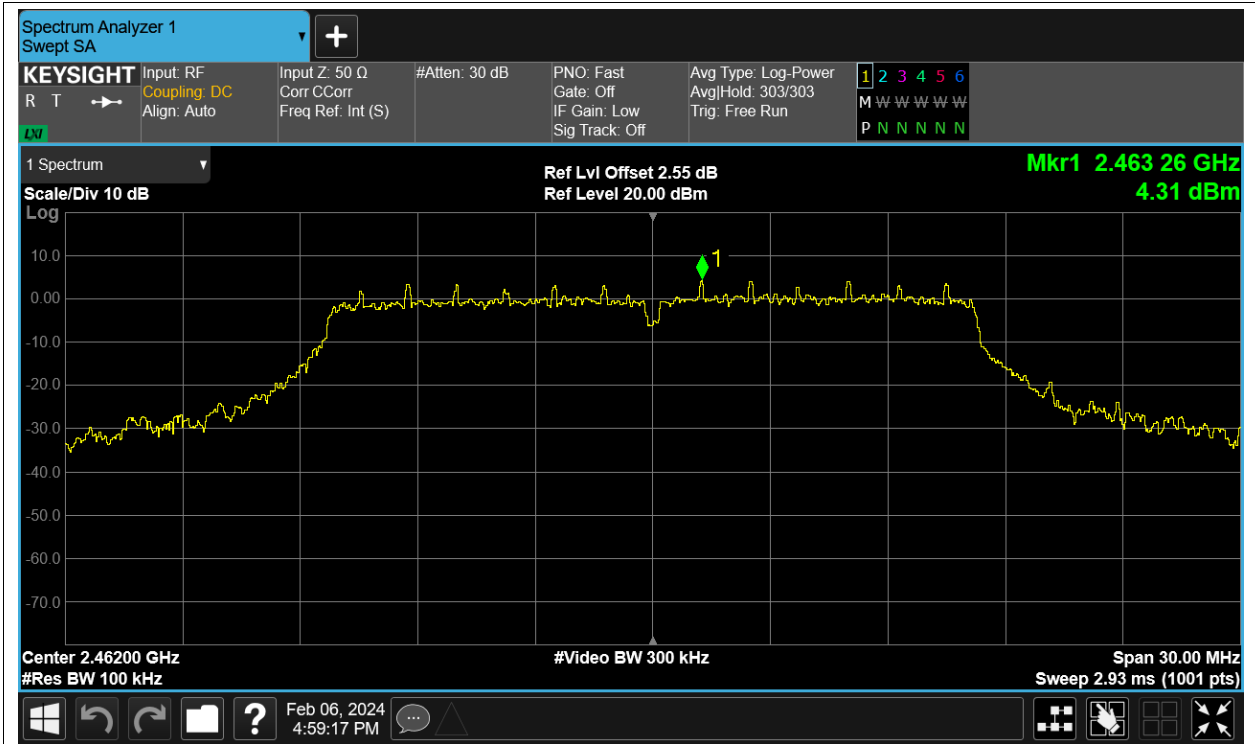 Spectrum Analyzer 1
Swept SA
KEYSIGHT
R T
LXI
Input: RF
Coupling: DC
Align: Auto
Input Z: 50 Ω
Corr CCorr
Freq Ref: Int (S)
#Atten: 30 dB
PNO: Fast
Gate: Off
IF Gain: Low
Sig Track: Off
Avg Type: Log-Power
Avg|Hold: 303/303
Trig: Free Run
1 2 3 4 5 6
M W W W W W
P N N N N N
1 Spectrum
Scale/Div 10 dB
Ref Lvl Offset 2.55 dB
Ref Level 20.00 dBm
Mkr1 2.463 26 GHz
4.31 dBm
Log
10.0
0.00
-10.0
-20.0
-30.0
-40.0
-50.0
-60.0
-70.0
1
Center 2.46200 GHz
#Res BW 100 kHz
#Video BW 300 kHz
Span 30.00 MHz
Sweep 2.93 ms (1001 pts)
?
Feb 06, 2024
4:59:17 PM